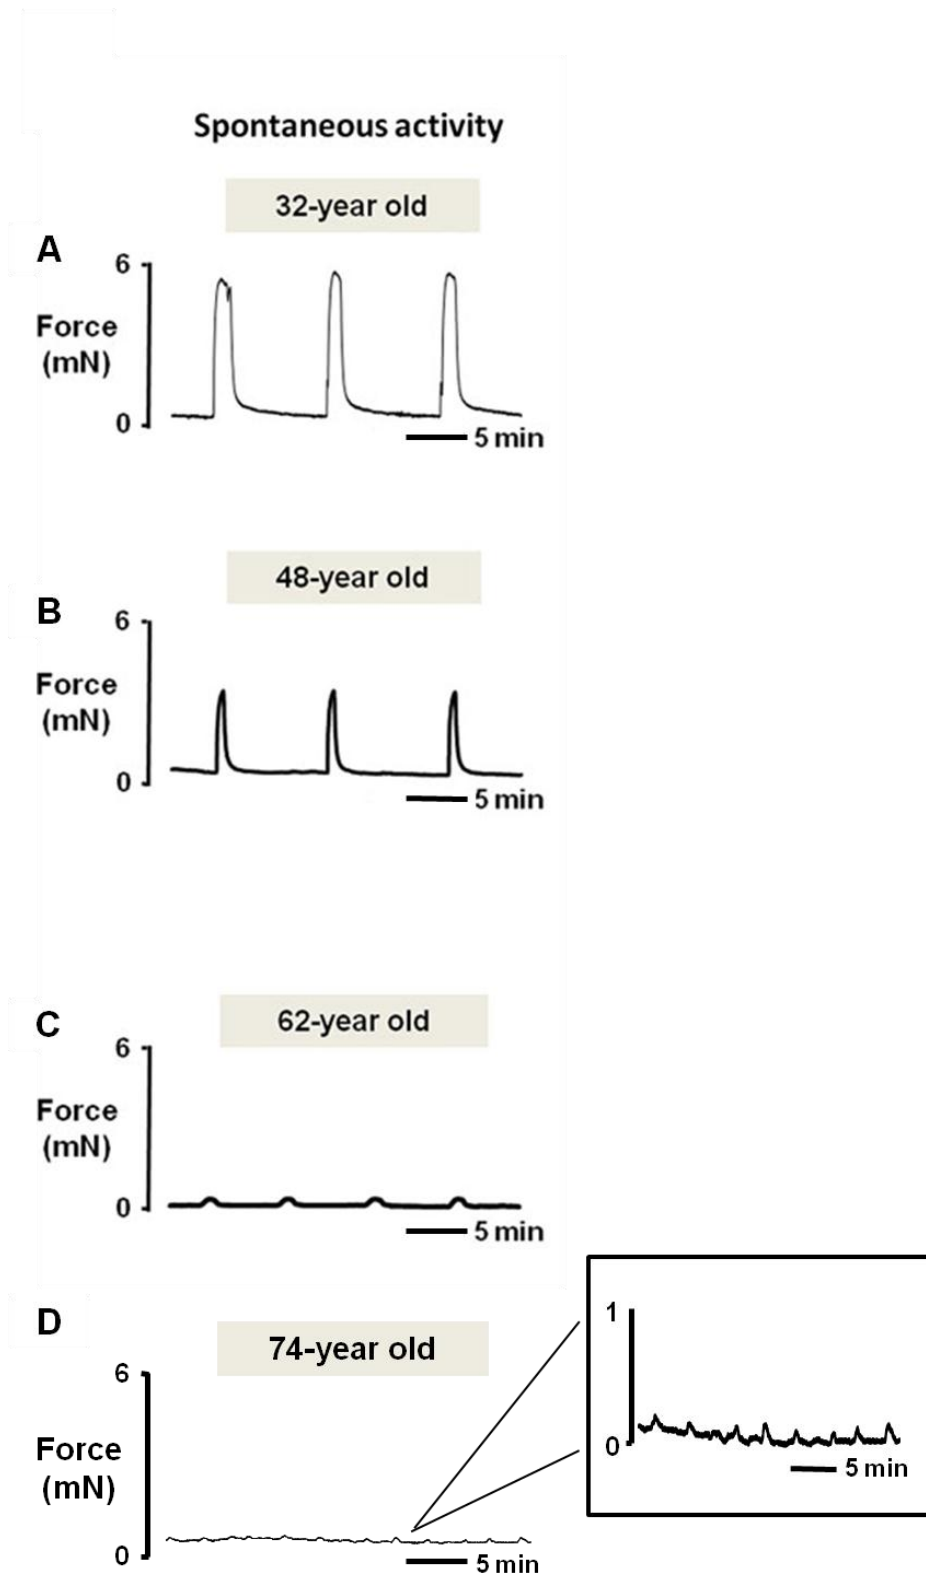 Spontaneous activity
32-year old
A
6
Force
(mN)
0
5 min
48-year old
B
6
Force
(mN)
0
5 min
62-year old
C
6
Force
(mN)
0
5 min
D
74-year old
6
Force
(mN)
0
5 min
1
0
5 min